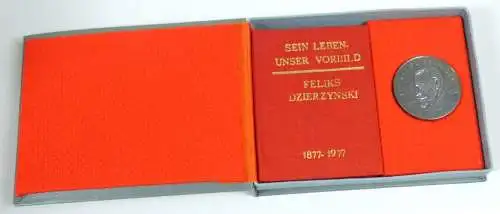 SEIN LEBEN-
UNSER VORBILD
FELIKS
DZIERZYNSKI
1877-1977